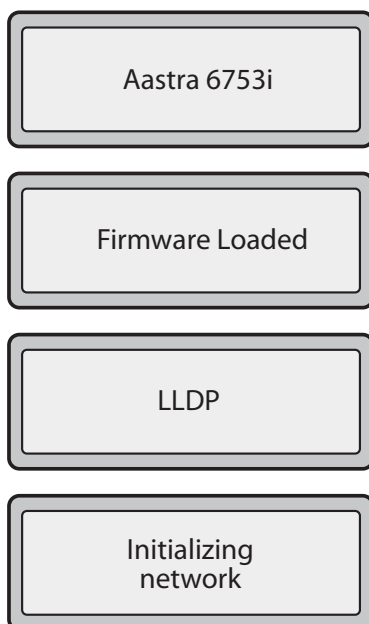 Aastra 6753i
Firmware Loaded
LLDP
Initializing
network